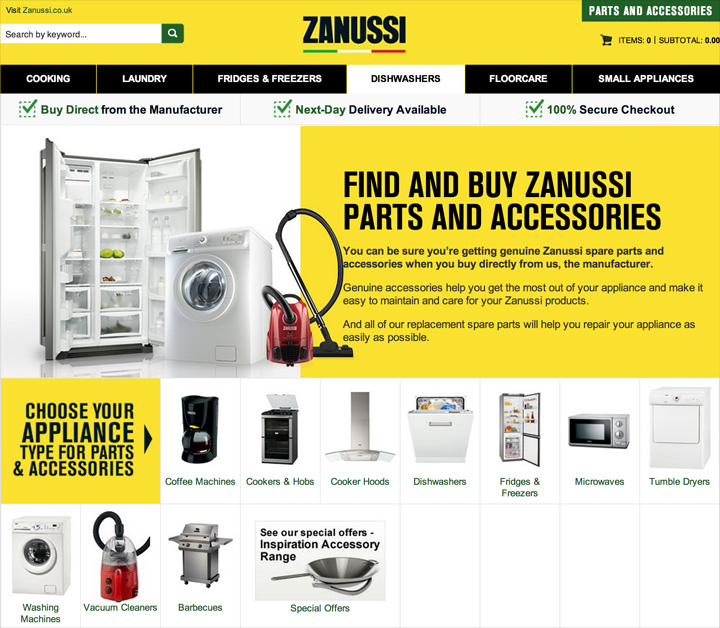 Visit Zanussi.co.uk
PARTS AND ACCESSORIES
Search by keyword...
ZANUSSI
ITEMS: 0 | SUBTOTAL: 0.00
COOKING
LAUNDRY
FRIDGES & FREEZERS
DISHWASHERS
FLOORCARE
SMALL APPLIANCES
Buy Direct from the Manufacturer
Next-Day Delivery Available
100% Secure Checkout
FIND AND BUY ZANUSSI
PARTS AND ACCESSORIES
You can be sure you're getting genuine Zanussi spare parts and
accessories when you buy directly from us, the manufacturer.
Genuine accessories help you get the most out of your appliance and make it
easy to maintain and care for your Zanussi products.
And all of our replacement spare parts will help you repair your appliance as
easily as possible.
ZANUSSI
CHOOSE YOUR
APPLIANCE
TYPE FOR PARTS
& ACCESSORIES
Coffee Machines
Cookers & Hobs
Cooker Hoods
Dishwashers
Fridges &
Freezers
Microwaves
Tumble Dryers
Washing
Machines
Vacuum Cleaners
Barbecues
See our special offers -
Inspiration Accessory
Range
Special Offers